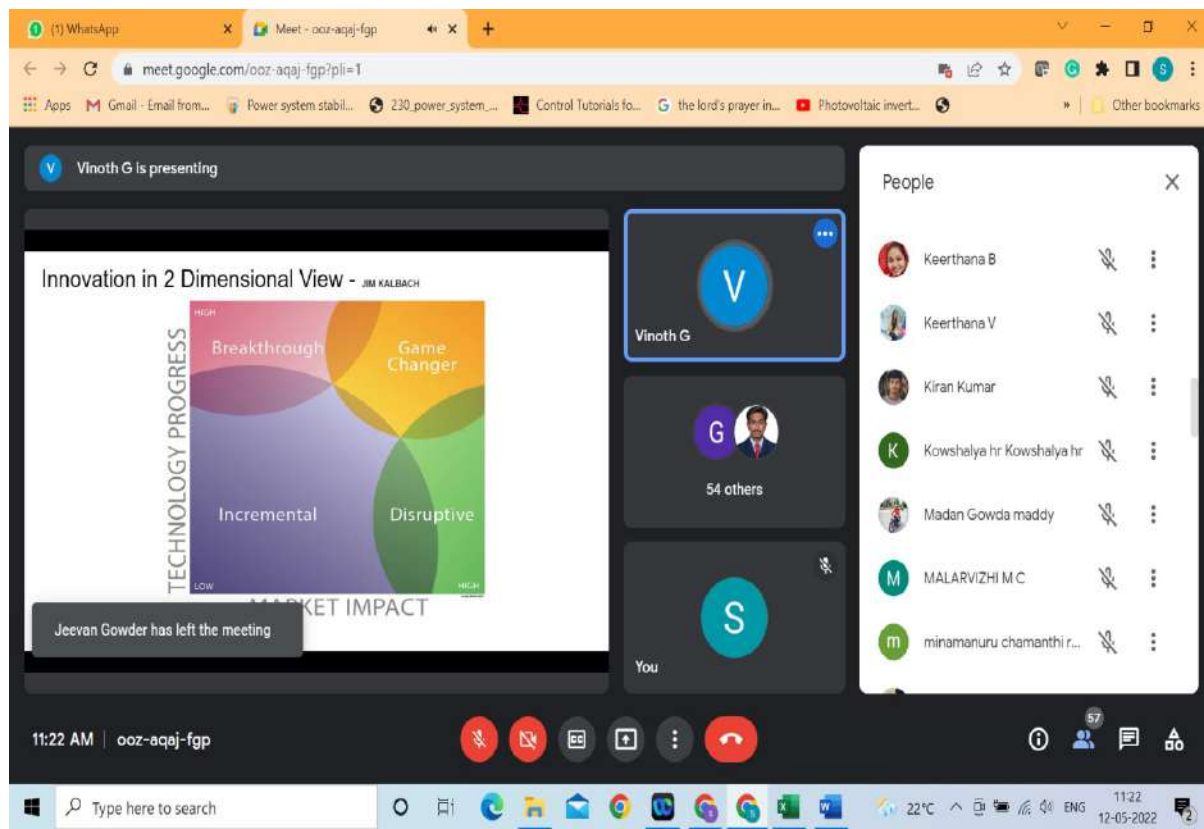 (1) WhatsApp
Meet - ooz-aqaj-fgp
meet.google.com/ooz-aqaj-fgp?pli=1
Apps
Gmail - Email from...
Power system stabil...
230_power_system_...
Control Tutorials fo...
the lord's prayer in...
Photovoltaic invert...
»
Other bookmarks
V
Vinoth G is presenting
Innovation in 2 Dimensional View - JIM KALBACH
HIGH
Breakthrough
Game
Changer
TECHNOLOGY PROGRESS
Incremental
Disruptive
LOW
HIGH
KET IMPACT
Jeevan Gowder has left the meeting
V
Vinoth G
G
54 others
S
You
People
Keerthana B
Keerthana V
Kiran Kumar
K
Kowshalya hr Kowshalya hr
Madan Gowda maddy
M
MALARVIZHI M C
m
minamanuru chamanthi r...
11:22 AM | ooz-aqaj-fgp
CC
57
Type here to search
22°C
ENG
11:22
12-05-2022
2